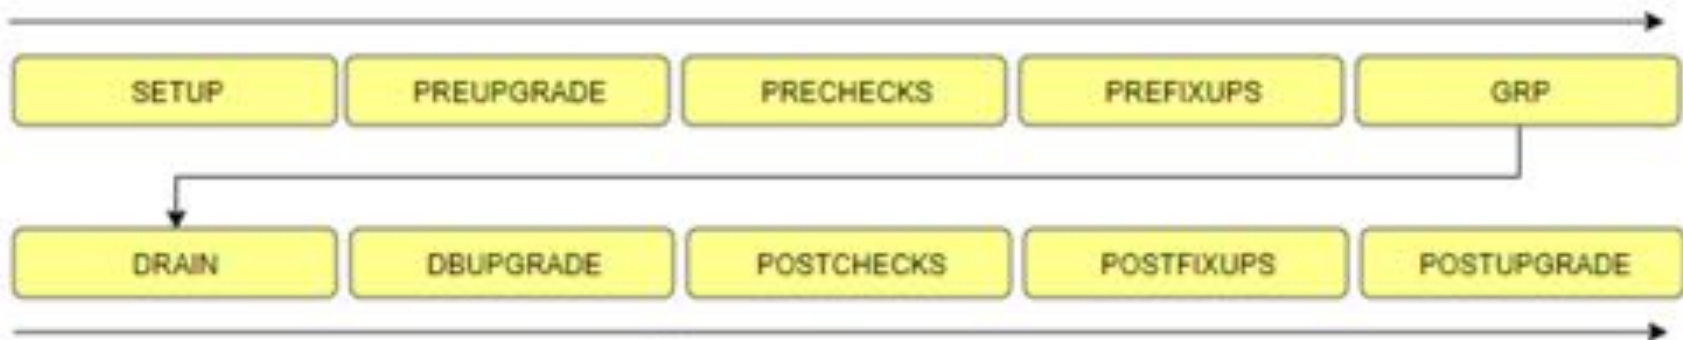 SETUP PREUPGRADE PRECHECKS PREFIXUPS GRP
DRAIN DBUPGRADE POSTCHECKS POSTFIXUPS POSTUPGRADE